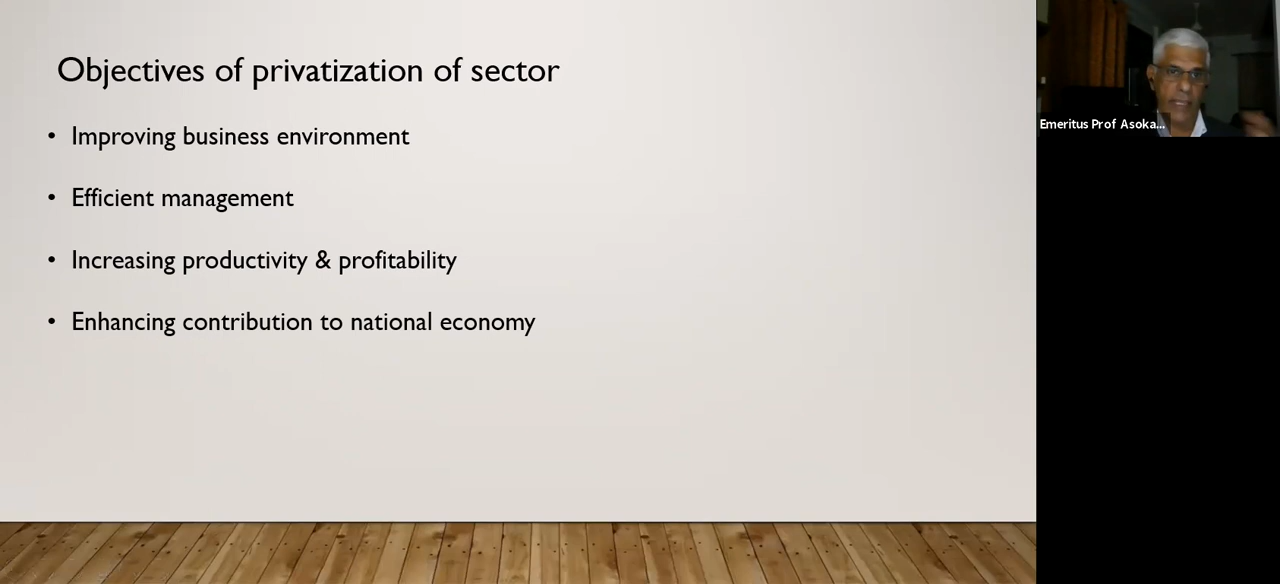 Objectives of privatization of sector
• Improving business environment
• Efficient management
• Increasing productivity & profitability
• Enhancing contribution to national economy
Emeritus Prof Asoka...